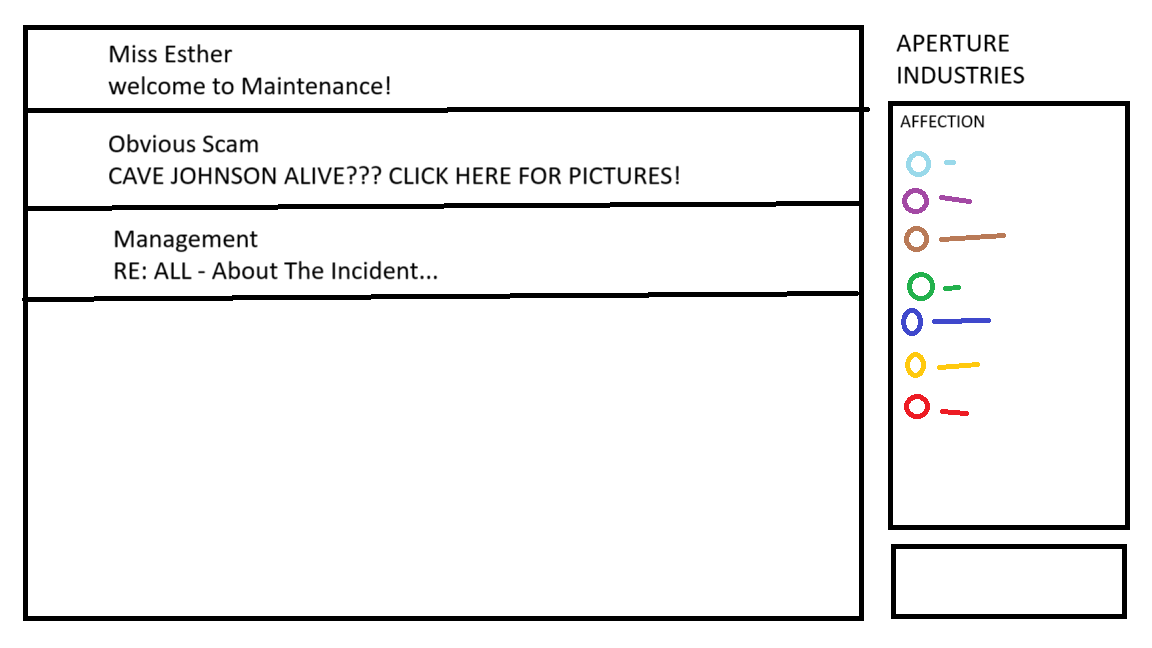 Miss Esther
welcome to Maintenance!
Obvious Scam
CAVE JOHNSON ALIVE??? CLICK HERE FOR PICTURES!
Management
RE: ALL - About The Incident...
APERTURE
INDUSTRIES
AFFECTION